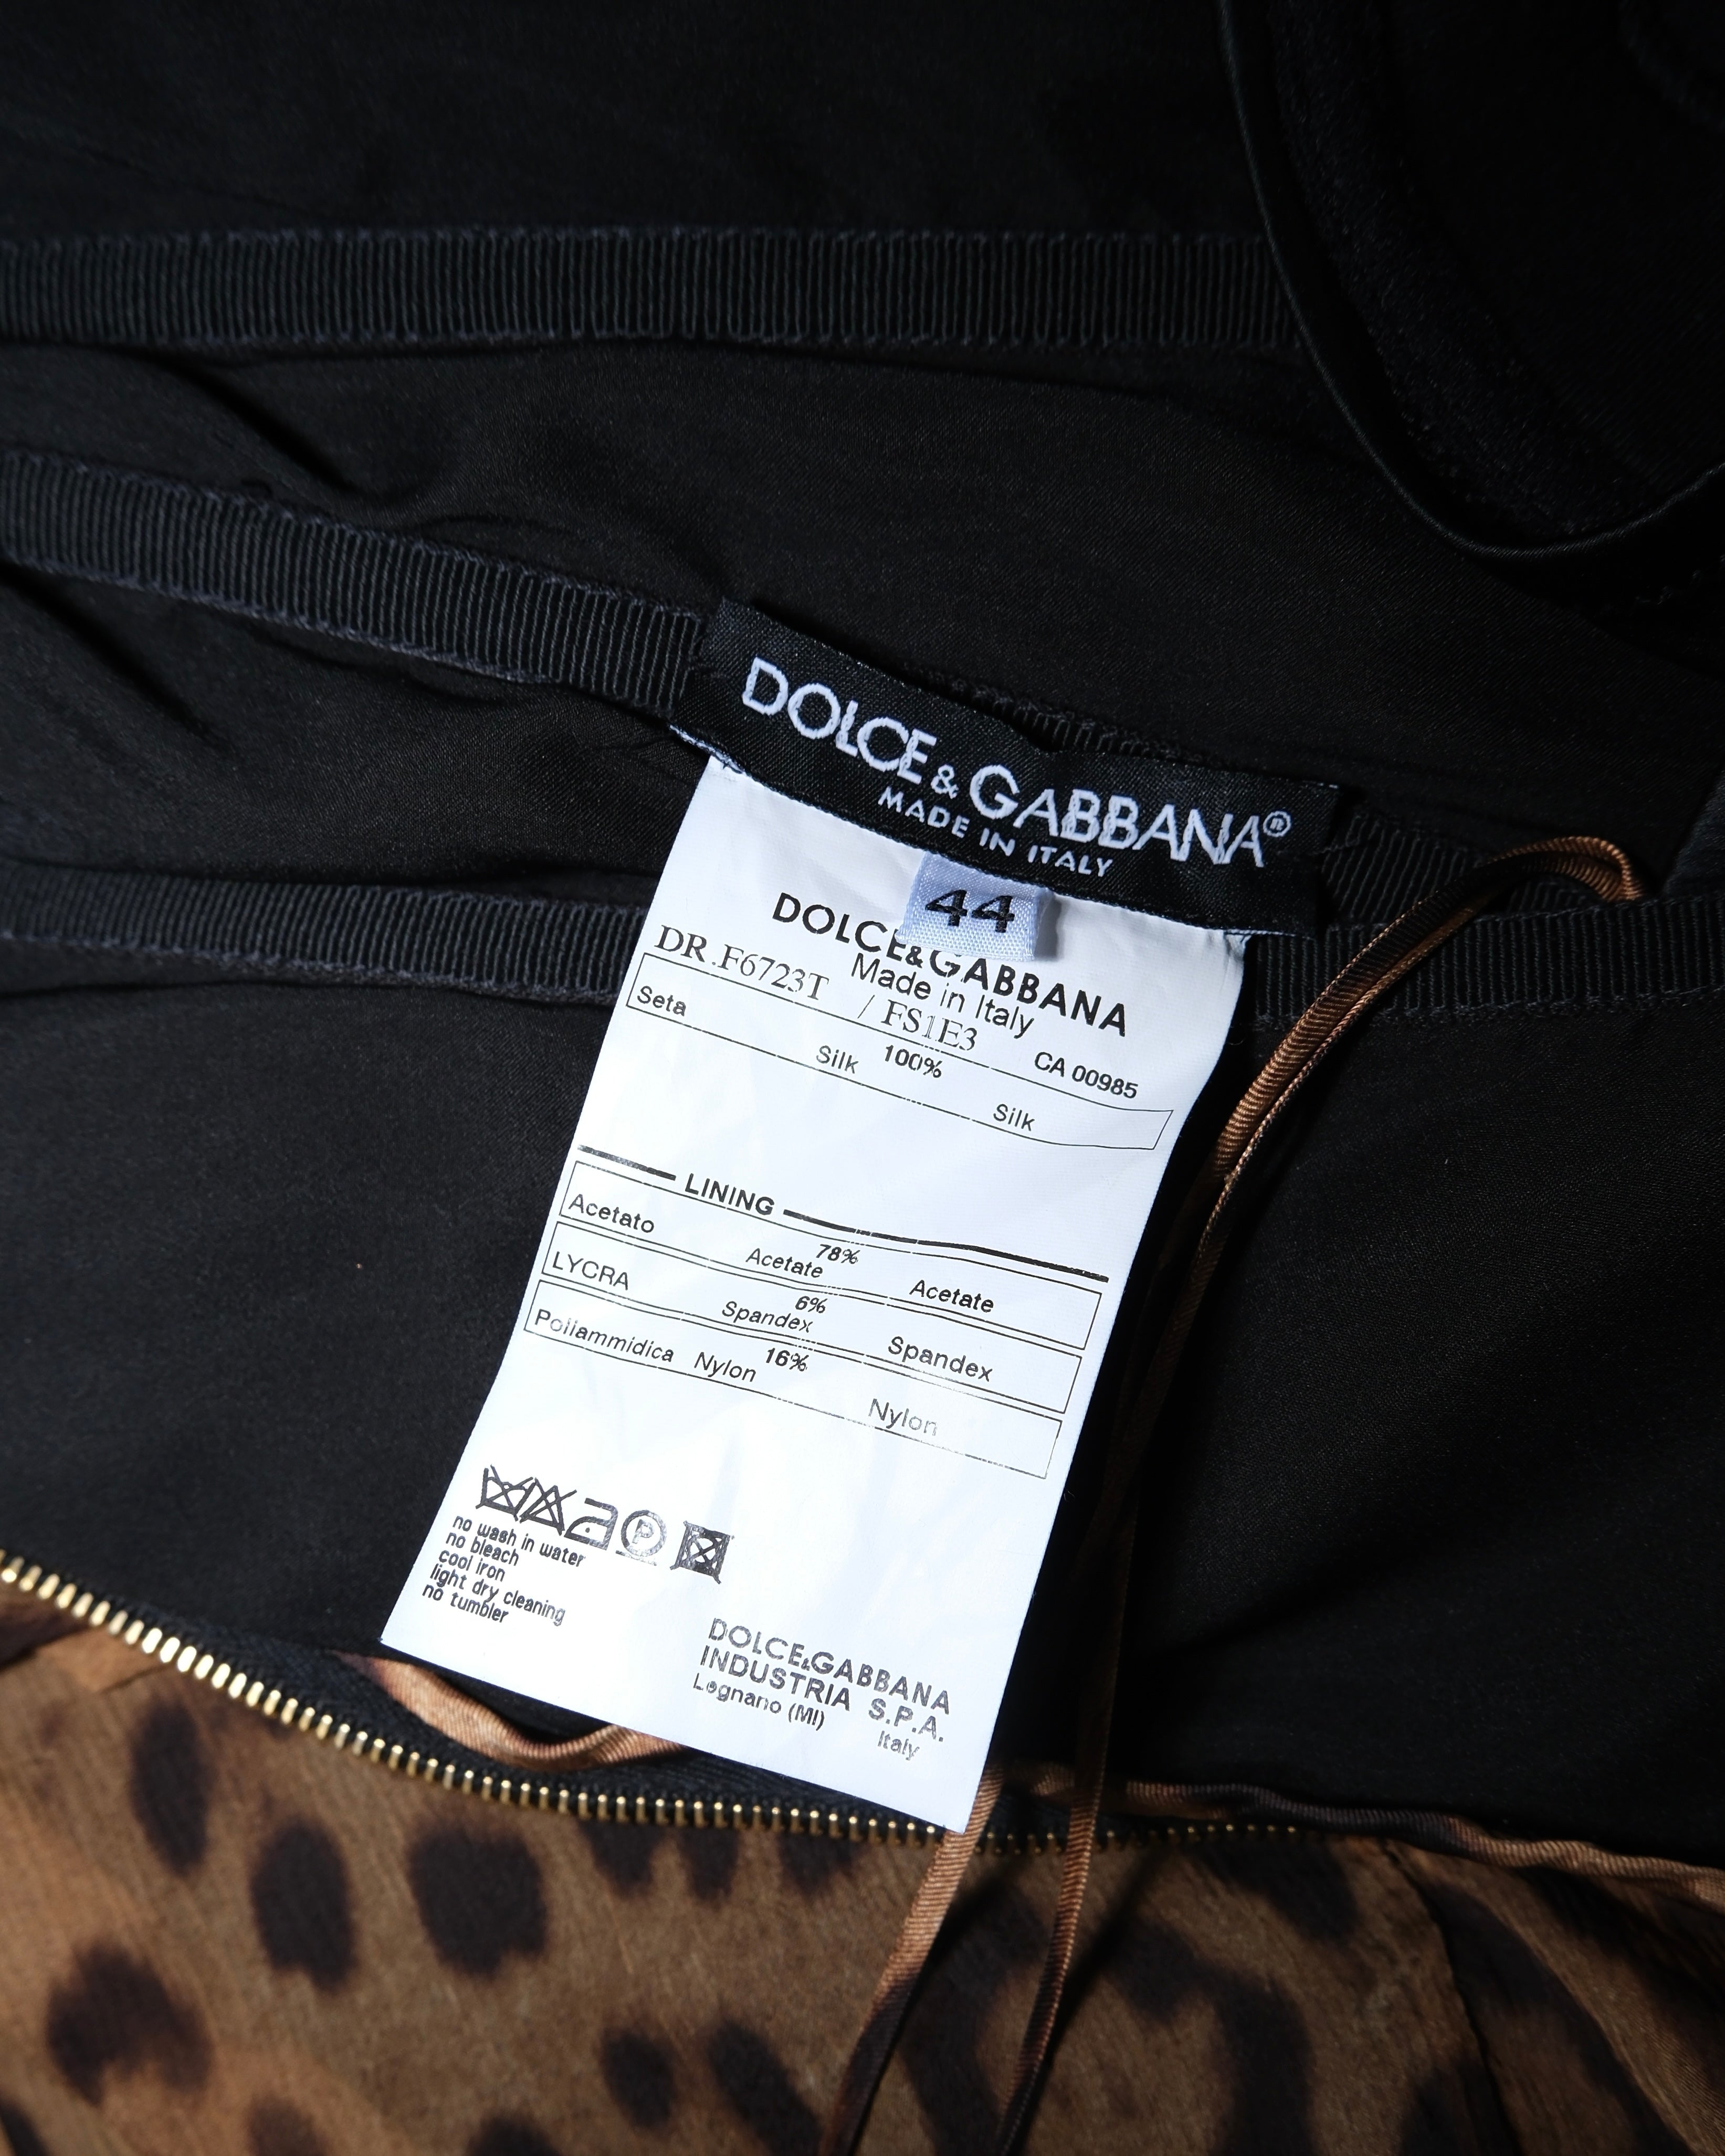 DOLCE & GABBANA®
MADE IN ITALY
44
DOLCE&GABBANA
Made in Italy
DR.F6723T / FS1E3 CA 00985
Seta 100%
Silk Silk
LINING
Acetato 78%
Acetate Acetate
LYCRA 6%
Spandex Spandex
Poliammidica 16%
Nylon Nylon
P
no wash in water
no bleach
cool iron
light dry cleaning
no tumbler
DOLCE&GABBANA
INDUSTRIA S.P.A.
Legnano (MI)
Italy